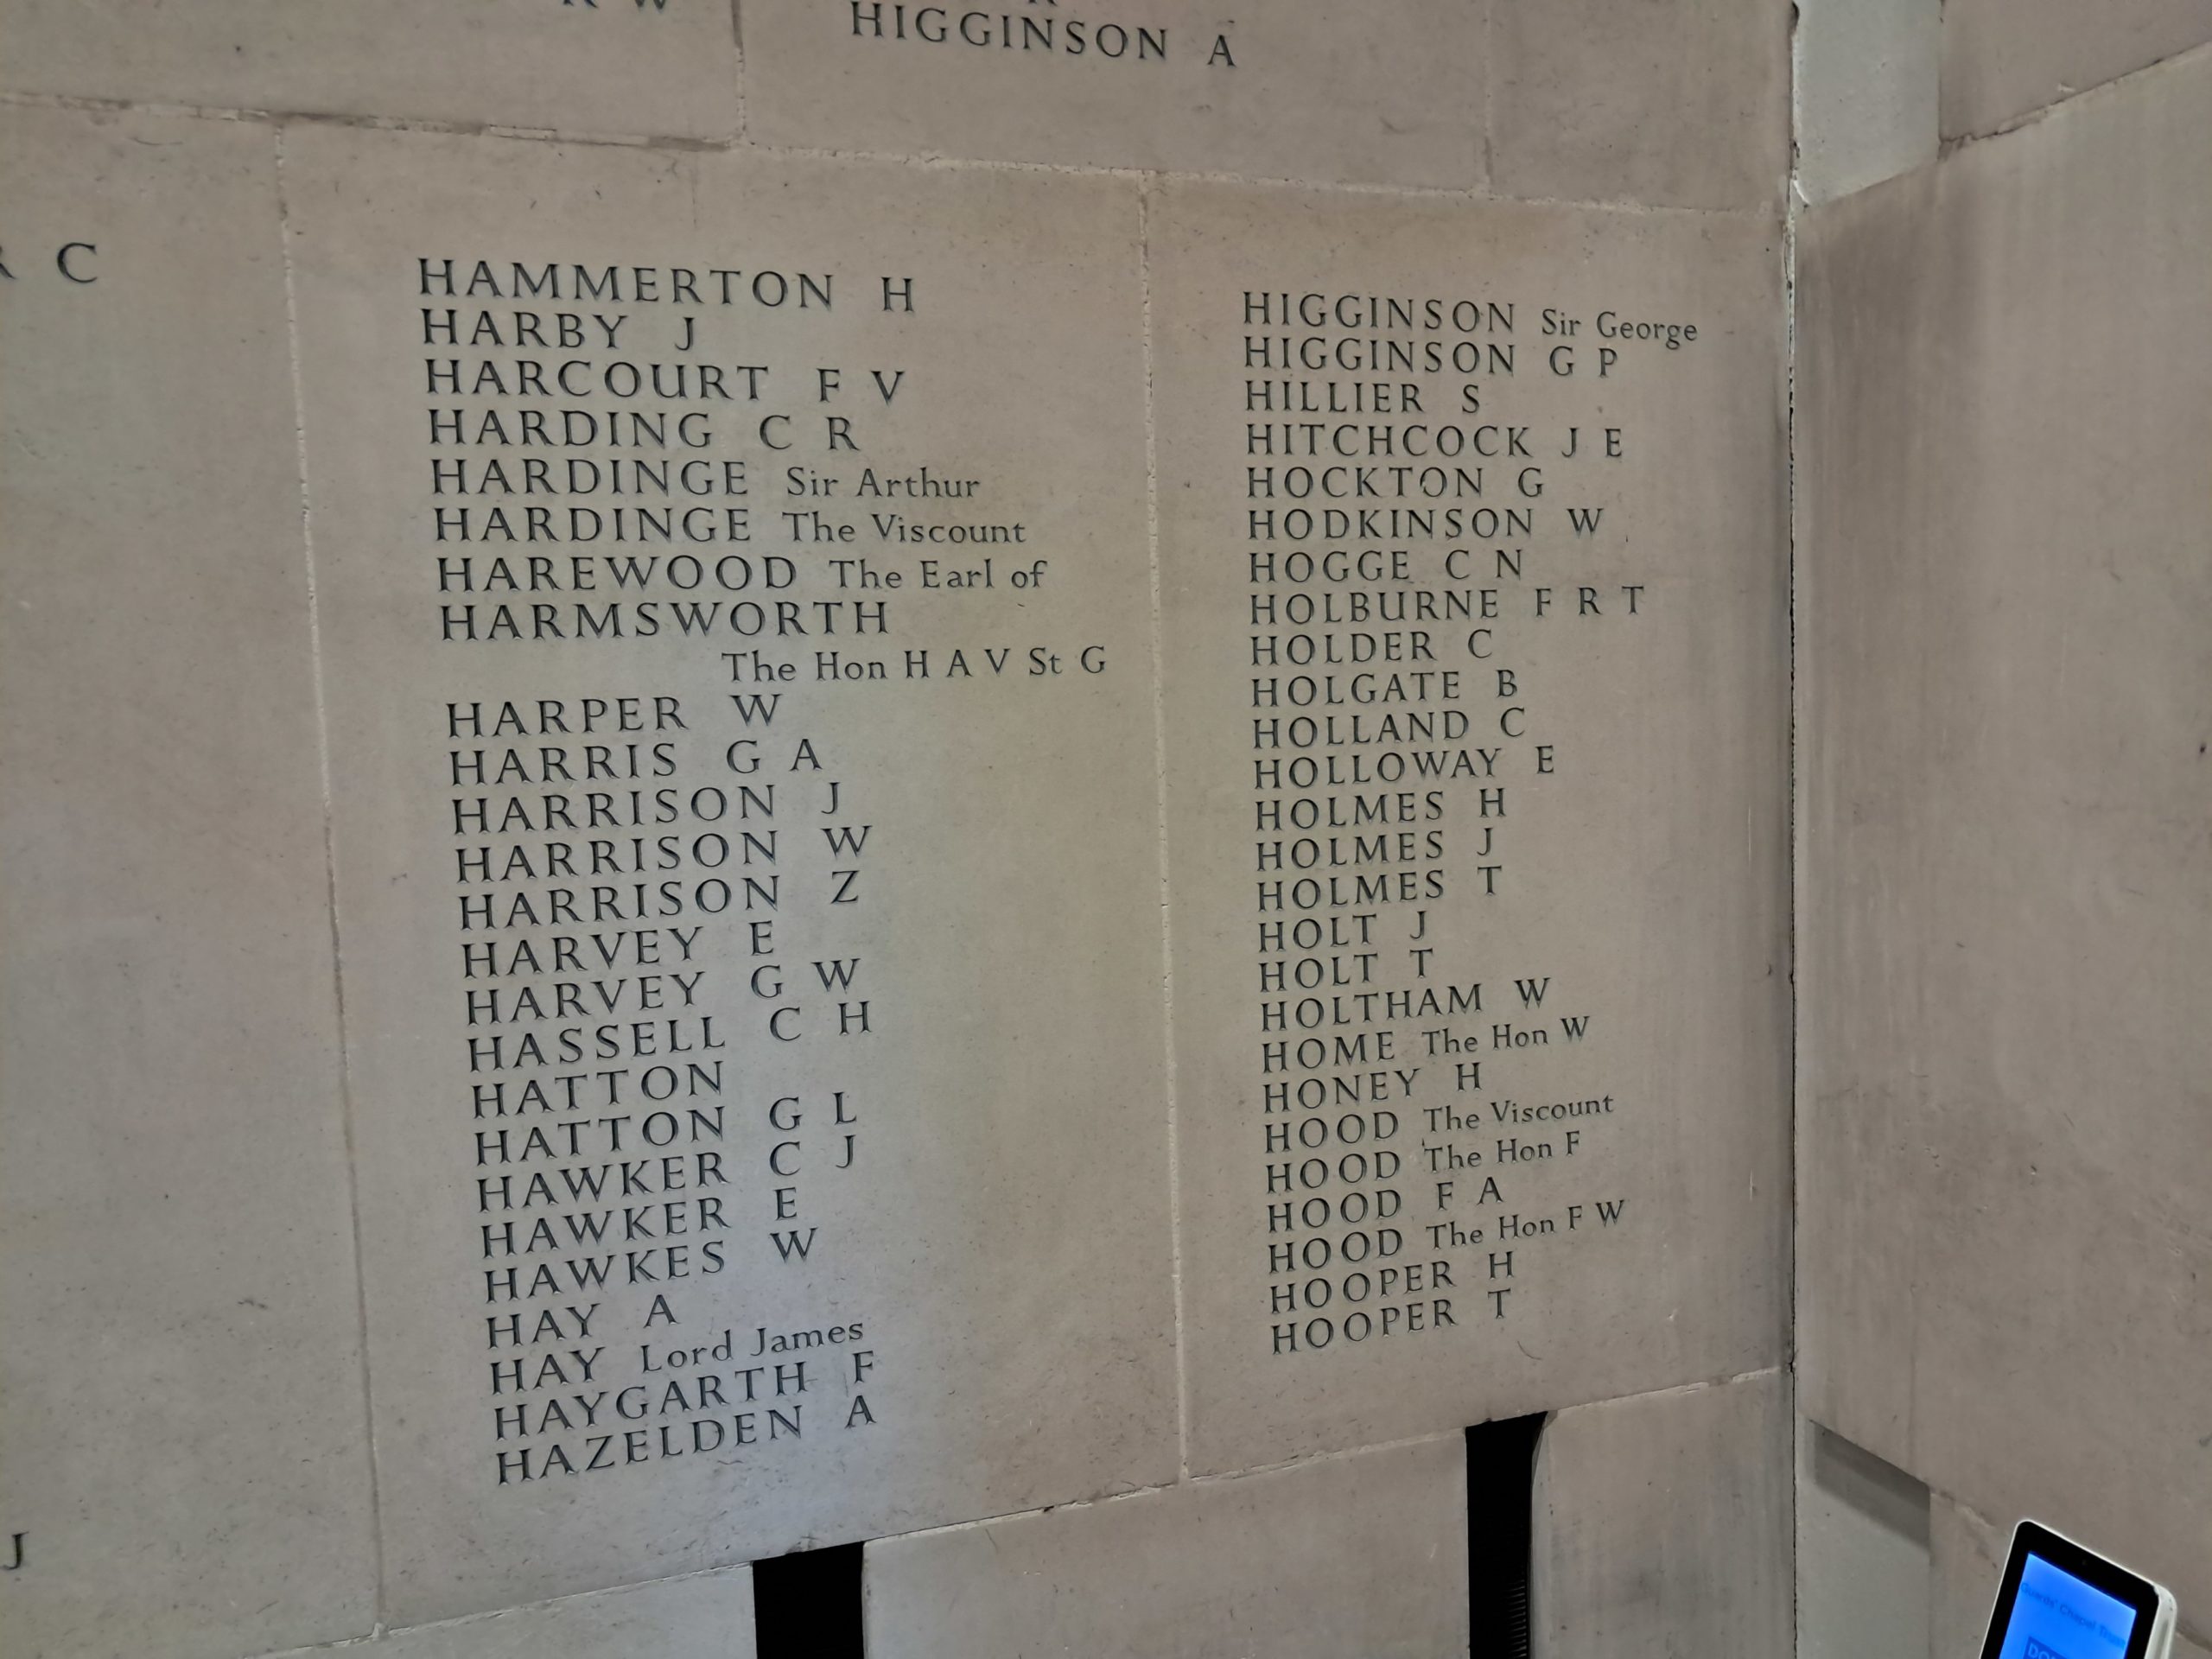 R W
HIGGINSON A
C
HAMMERTON H
HARBY J
HARCOURT F V
HARDING C R
HARDINGE Sir Arthur
HARDINGE The Viscount
HAREWOOD The Earl of
HARMSWORTH
The Hon H A V St G
HARPER W
HARRIS G A
HARRISON J
HARRISON W
HARRISON Z
HARVEY E
HARVEY G W
HASSELL C H
HATTON
HATTON G L
HAWKER C J
HAWKER E
HAWKES W
HAY A
HAY Lord James
HAYGARTH F
HAZELDEN A
J
HIGGINSON Sir George
HIGGINSON G P
HILLIER S
HITCHCOCK J E
HOCKTON G
HODKINSON W
HOGGE C N
HOLBURNE F R T
HOLDER C
HOLGATE B
HOLLAND C
HOLLOWAY E
HOLMES H
HOLMES J
HOLMES T
HOLT J
HOLT T
HOLTHAM W
HOME The Hon W
HONEY H
HOOD The Viscount
HOOD The Hon F
HOOD F A
HOOD The Hon F W
HOOPER H
HOOPER T
Guards' Chapel Trust